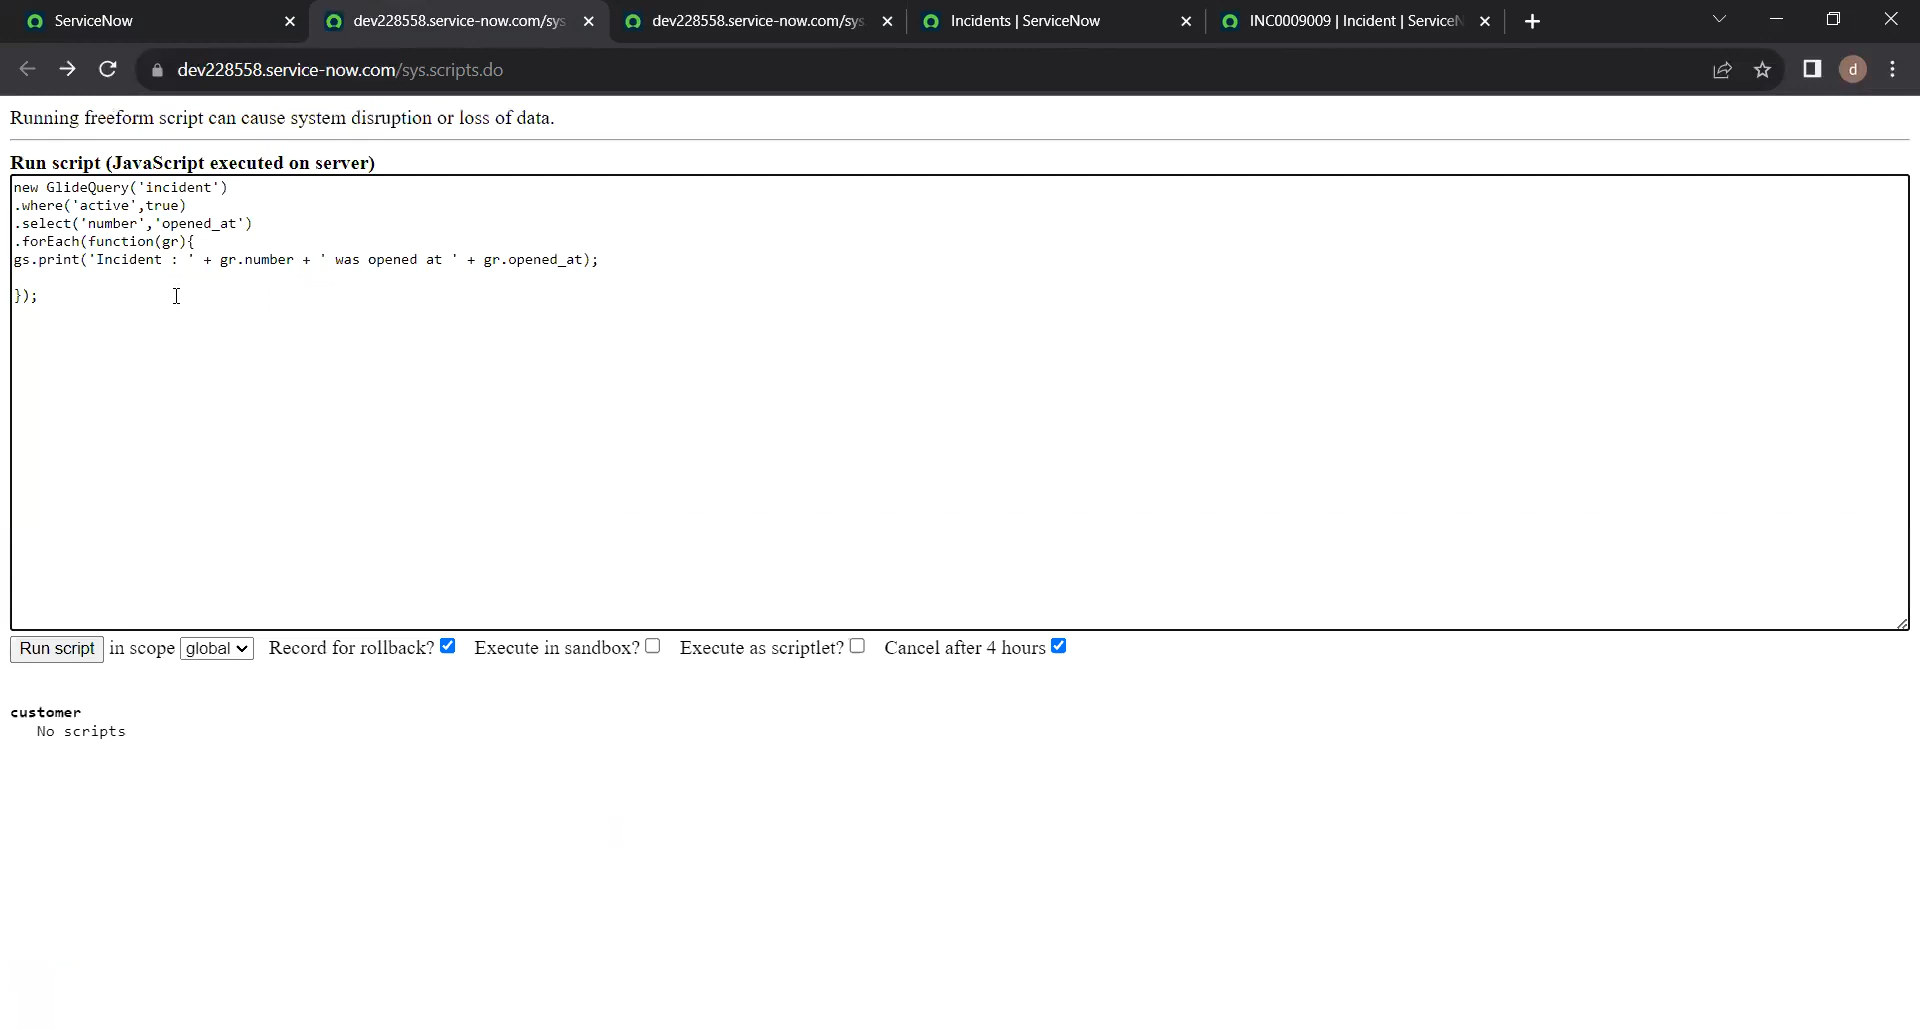 ServiceNow
dev228558.service-now.com/sys
dev228558.service-now.com/sys
Incidents | ServiceNow
INC0009009 | Incident | ServiceN
dev228558.service-now.com/sys.scripts.do
d
Running freeform script can cause system disruption or loss of data.
Run script (JavaScript executed on server)
new GlideQuery('incident')
.where('active',true)
.select('number','opened_at')
.forEach(function(gr){
gs.print('Incident : ' + gr.number + ' was opened at ' + gr.opened_at);
});
Run script in scope global Record for rollback? Execute in sandbox? Execute as scriptlet? Cancel after 4 hours
customer
No scripts